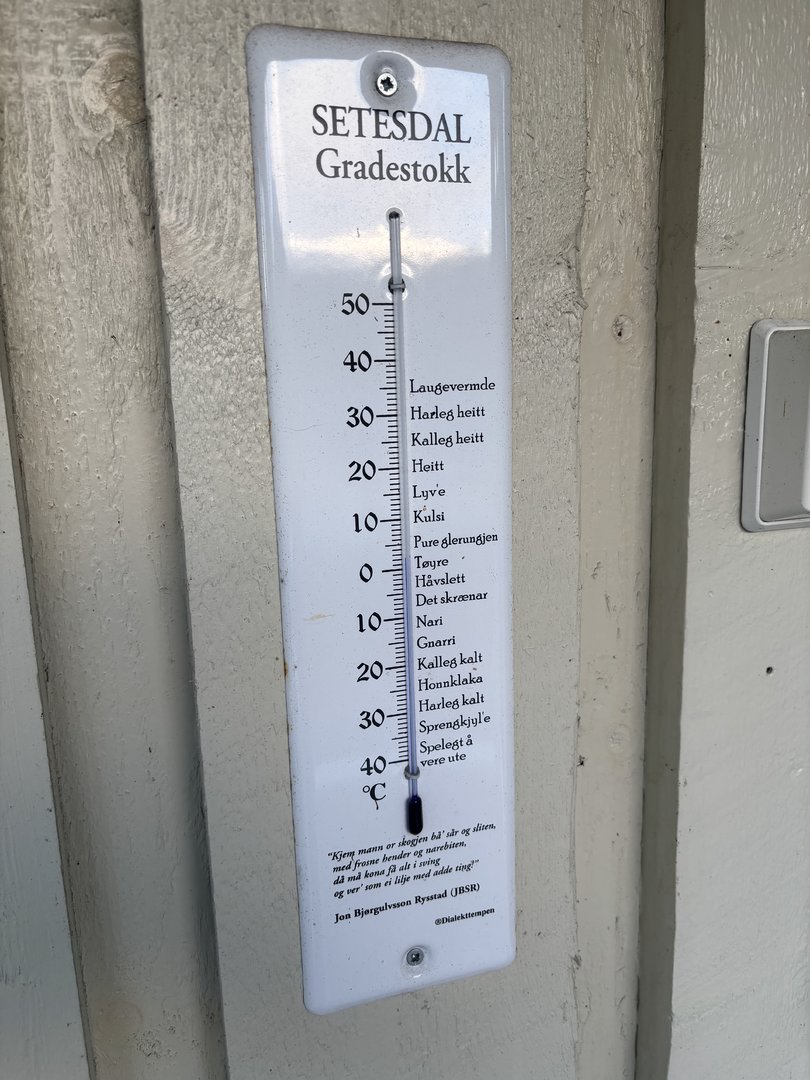 SETESDAL
Gradestokk
50
40
Laugevermde
30 Harleg heitt
Kalleg heitt
20 Heitt
Lyv'e
10 Kulsi
Pure glerungjen
Tøyre
0 Håvslett
Det skrænar
10 Nari
Gnarri
20 Kalleg kalt
Honnklaka
Harleg kalt
30 Sprengkjyl'e
Spelegt å
40 vere ute
°C
"Kjem mann or skogjen bå' sår og sliten,
med frosne hender og narebiten,
då må kona få alt i sving
og ver' som ei lilje med adde ting!"
Jon Bjørgulvsson Rysstad (JBSR)
®Dialekttempen